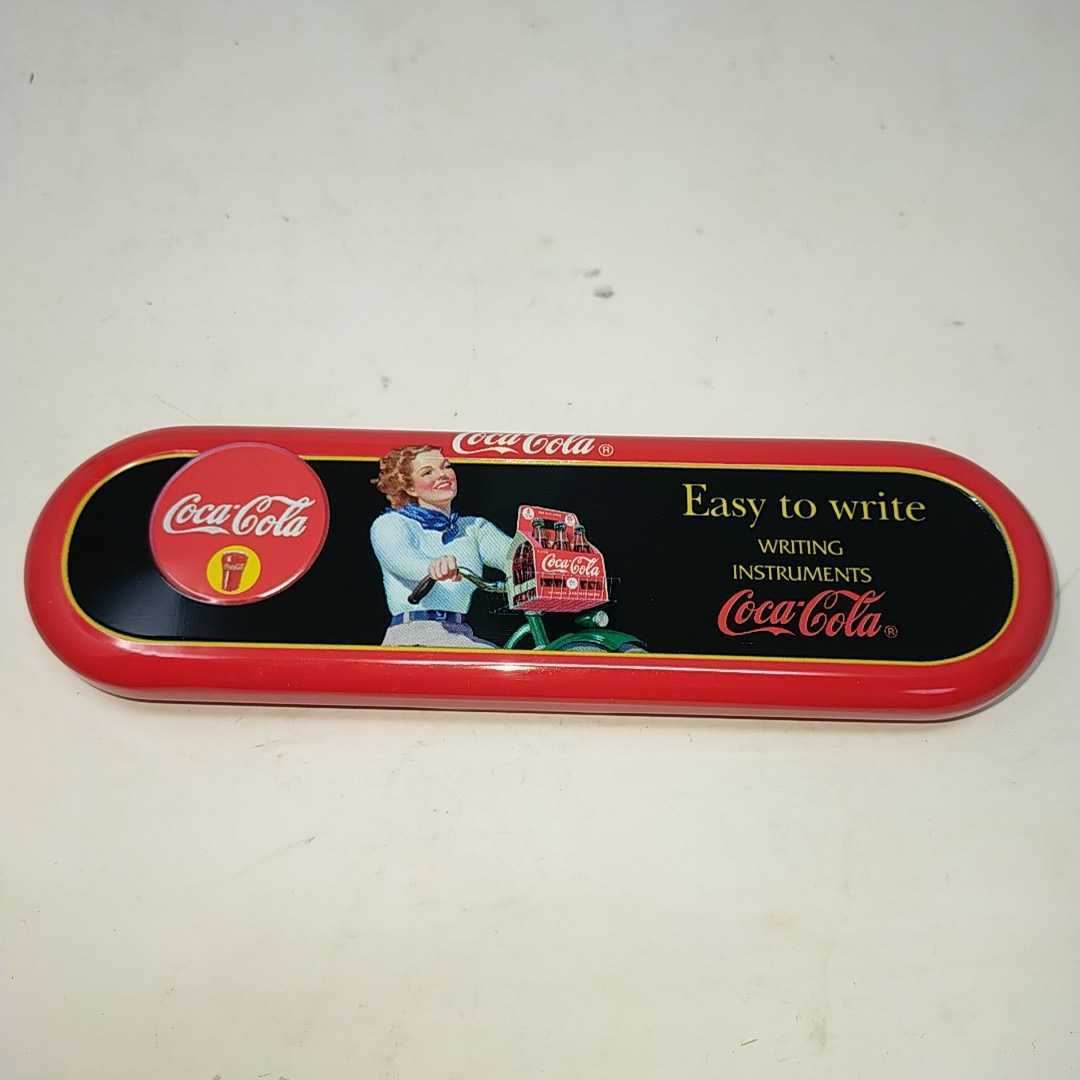 Coca-Cola®
Coca-Cola
Easy to write
WRITING
INSTRUMENTS
Coca-Cola®
Coca-Cola